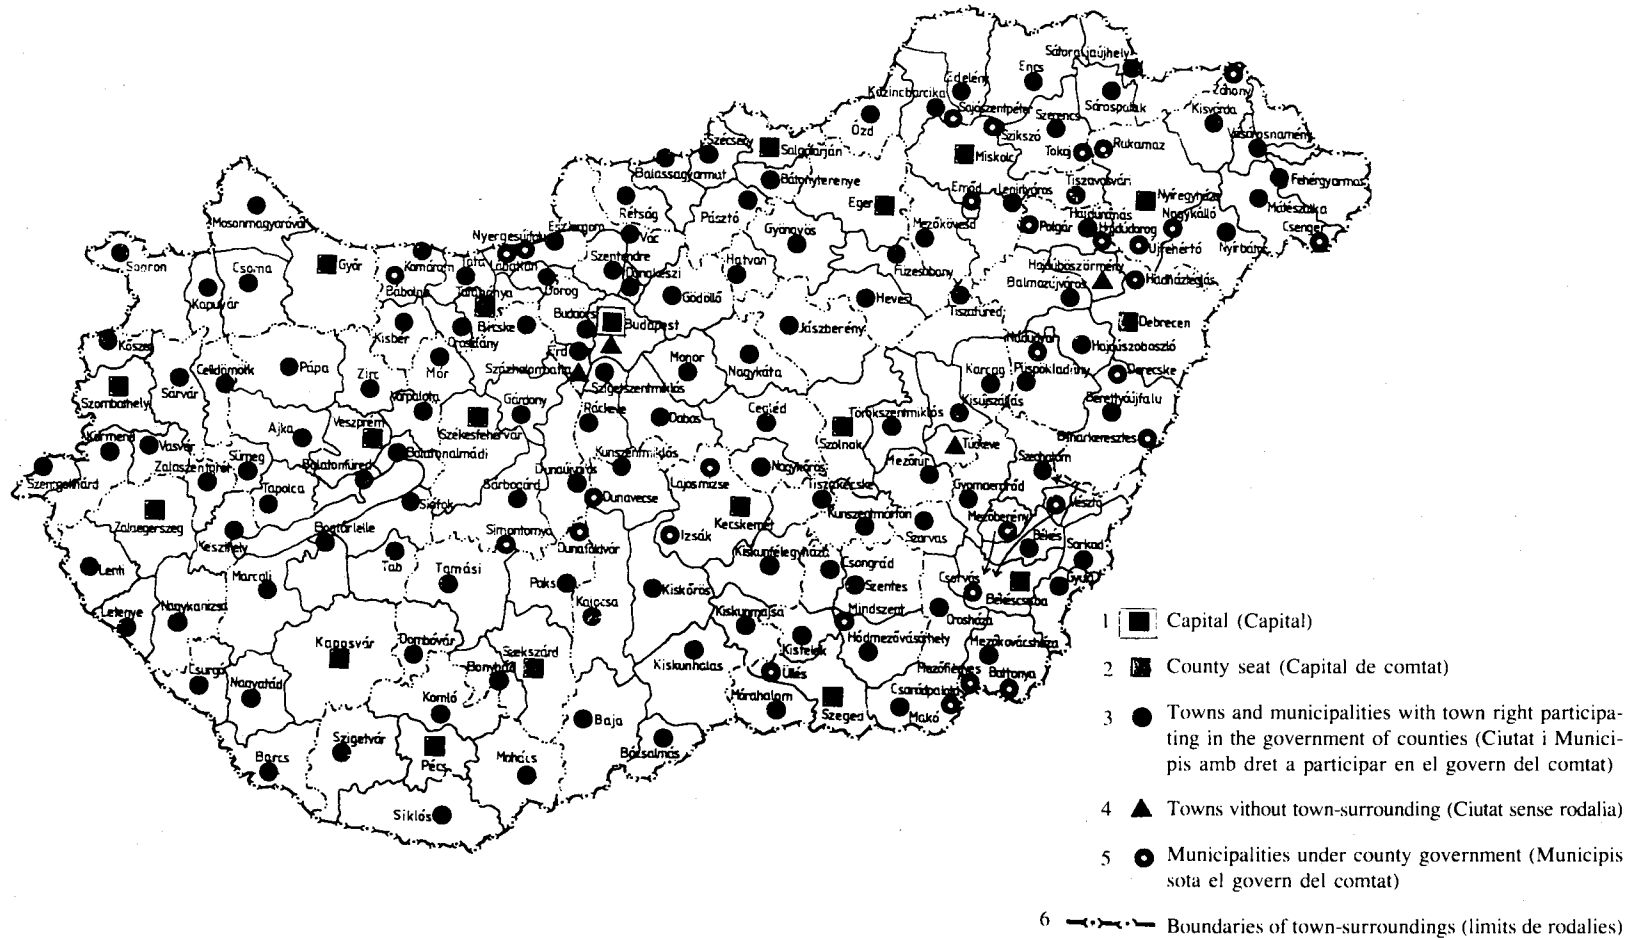 Sátoraljaújhely
Encs
Edelény
Záhony
Kazincbarcika
Sárospatak
Kisvárda
Sajószentpéter
Szerencs
Ózd
Szikszó
Vásárosnamény
Szécsény
Salgótarján
Miskolc
Tokaj
Rukamaz
Balassagyarmat
Bátonyterenye
Fehérgyarmat
Tiszavasvári
Emőd
Leninváros
Nyíregyháza
Rétság
Pásztó
Eger
Mátészalka
Nagykálló
Mosonmagyaróvár
Hajdúnánás
Polgár
Hajdúdorog
Csenger
Esztergom
Nyergesújfalu
Vác
Gyöngyös
Mezőkövesd
Újfehértó
Nyírbátor
Sopron
Csorna
Győr
Komárom
Tata
Lábatlan
Szentendre
Hatvan
Füzesabony
Hajdúböszörmény
Dunakeszi
Balmazújváros
Hadházteglás
Kapuvár
Bábolna
Tatabánya
Dorog
Gödöllő
Heves
Tiszafüred
Budaörs
Budapest
Jászberény
Debrecen
Kisbér
Oroszlány
Bicske
Kőszeg
Érd
Nádudvar
Hajdúszoboszló
Monor
Celldömölk
Pápa
Zirc
Mór
Százhalombatta
Nagykáta
Karcag
Püspökladány
Derecske
Szigetszentmiklós
Sárvár
Szombathely
Várpalota
Berettyóújfalu
Gárdony
Ráckeve
Dabas
Cegléd
Törökszentmiklós
Kisújszállás
Ajka
Veszprém
Székesfehérvár
Szolnok
Biharkeresztes
Körmend
Vasvár
Túrkeve
Sümeg
Balatonalmádi
Kunszentmiklós
Szeghalom
Zalaszentgrót
Balatonfüred
Dunaújváros
Nagykőrös
Mezőtúr
Szentgotthárd
Tapolca
Sárbogárd
Lajosmizse
Tiszakécske
Dunavecse
Gyomaendrőd
Siófok
Vésztő
Zalaegerszeg
Kecskemét
Kunszentmárton
Mezőberény
Boglárlelle
Simontornya
Izsák
Szarvas
Békés
Keszthely
Dunaföldvár
Sarkad
Kiskunfélegyháza
Csongrád
Lenti
Tab
Tamási
Marcali
Paks
Csorvás
Gyula
Kiskőrös
Szentes
Békéscsaba
Kalocsa
Letenye
Nagykanizsa
Kiskunmajsa
Mindszent
Orosháza
Kaposvár
Dombóvár
Szekszárd
Hódmezővásárhely
Mezőkovácsháza
Kistelek
Bonyhád
Kiskunhalas
Csurgó
Üllés
Mezőhegyes
Battonya
Nagyatád
Mórahalom
Csanádpalota
Komló
Szeged
Makó
Baja
Szigetvár
Bácsalmás
Barcs
Pécs
Mohács
Siklós
1 Capital (Capital)
2 County seat (Capital de comtat)
3 Towns and municipalities with town right participa-
ting in the government of counties (Ciutat i Munici-
pis amb dret a participar en el govern del comtat)
4 Towns vithout town-surrounding (Ciutat sense rodalia)
5 Municipalities under county government (Municipis
sota el govern del comtat)
6 Boundaries of town-surroundings (limits de rodalies)